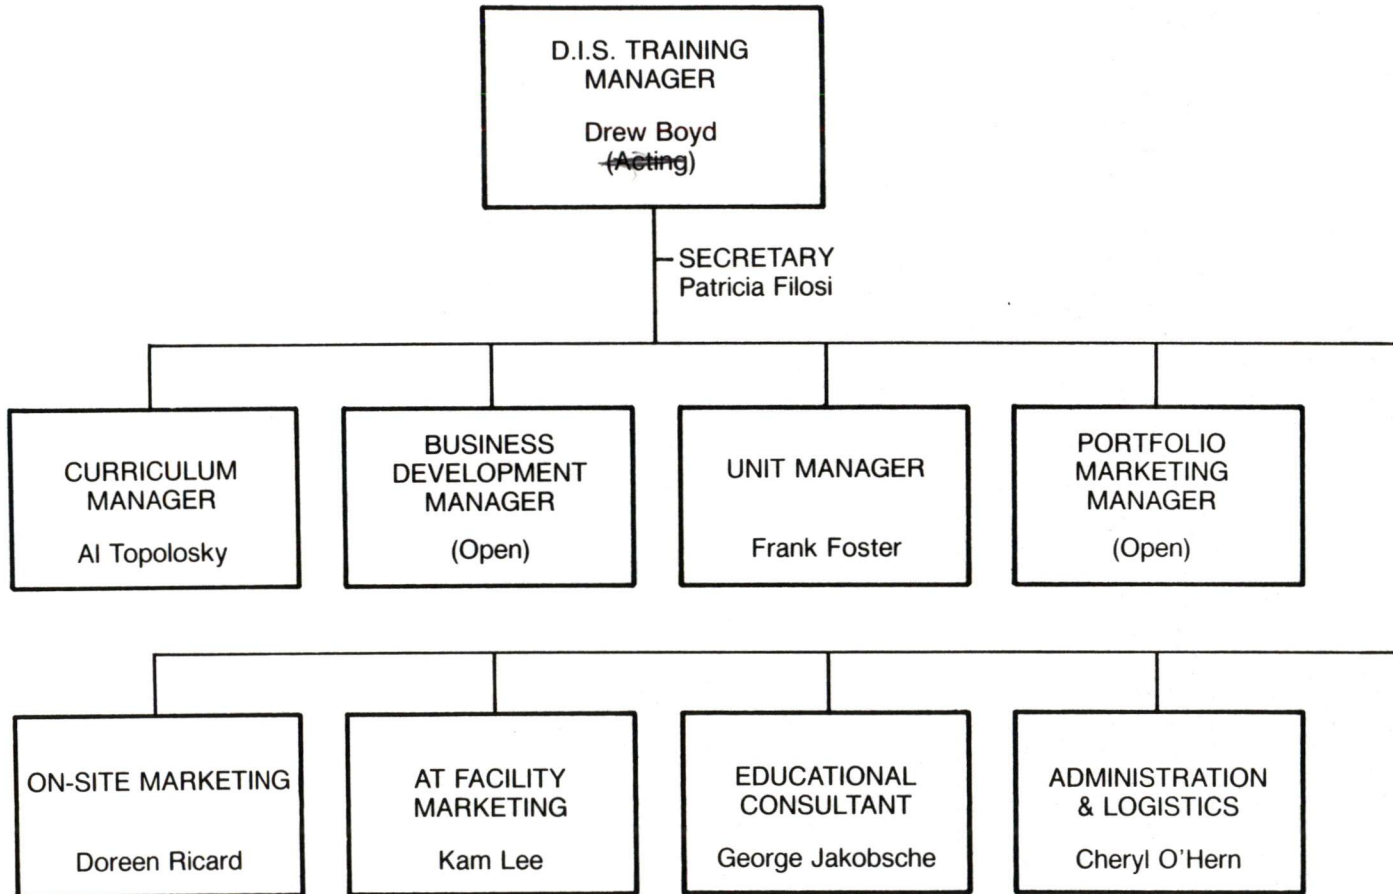 D.I.S. TRAINING
MANAGER
Drew Boyd
(Acting)
SECRETARY
Patricia Filosi
CURRICULUM
MANAGER
Al Topolosky
BUSINESS
DEVELOPMENT
MANAGER
(Open)
UNIT MANAGER
Frank Foster
PORTFOLIO
MARKETING
MANAGER
(Open)
ON-SITE MARKETING
Doreen Ricard
AT FACILITY
MARKETING
Kam Lee
EDUCATIONAL
CONSULTANT
George Jakobsche
ADMINISTRATION
& LOGISTICS
Cheryl O'Hern